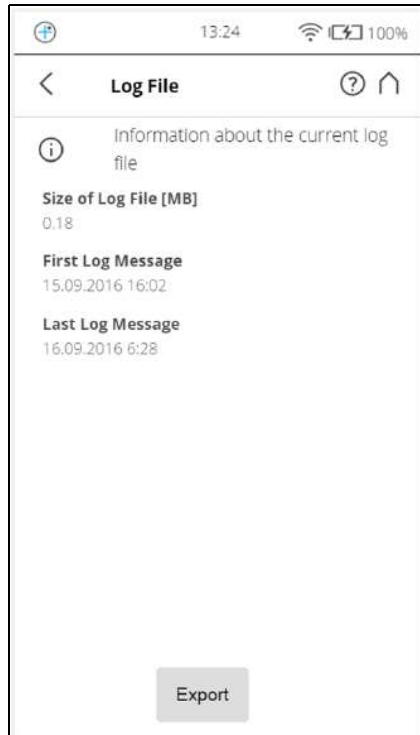 13:24 100%
Log File
Information about the current log
file
Size of Log File [MB]
0.18
First Log Message
15.09.2016 16:02
Last Log Message
16.09.2016 6:28
Export